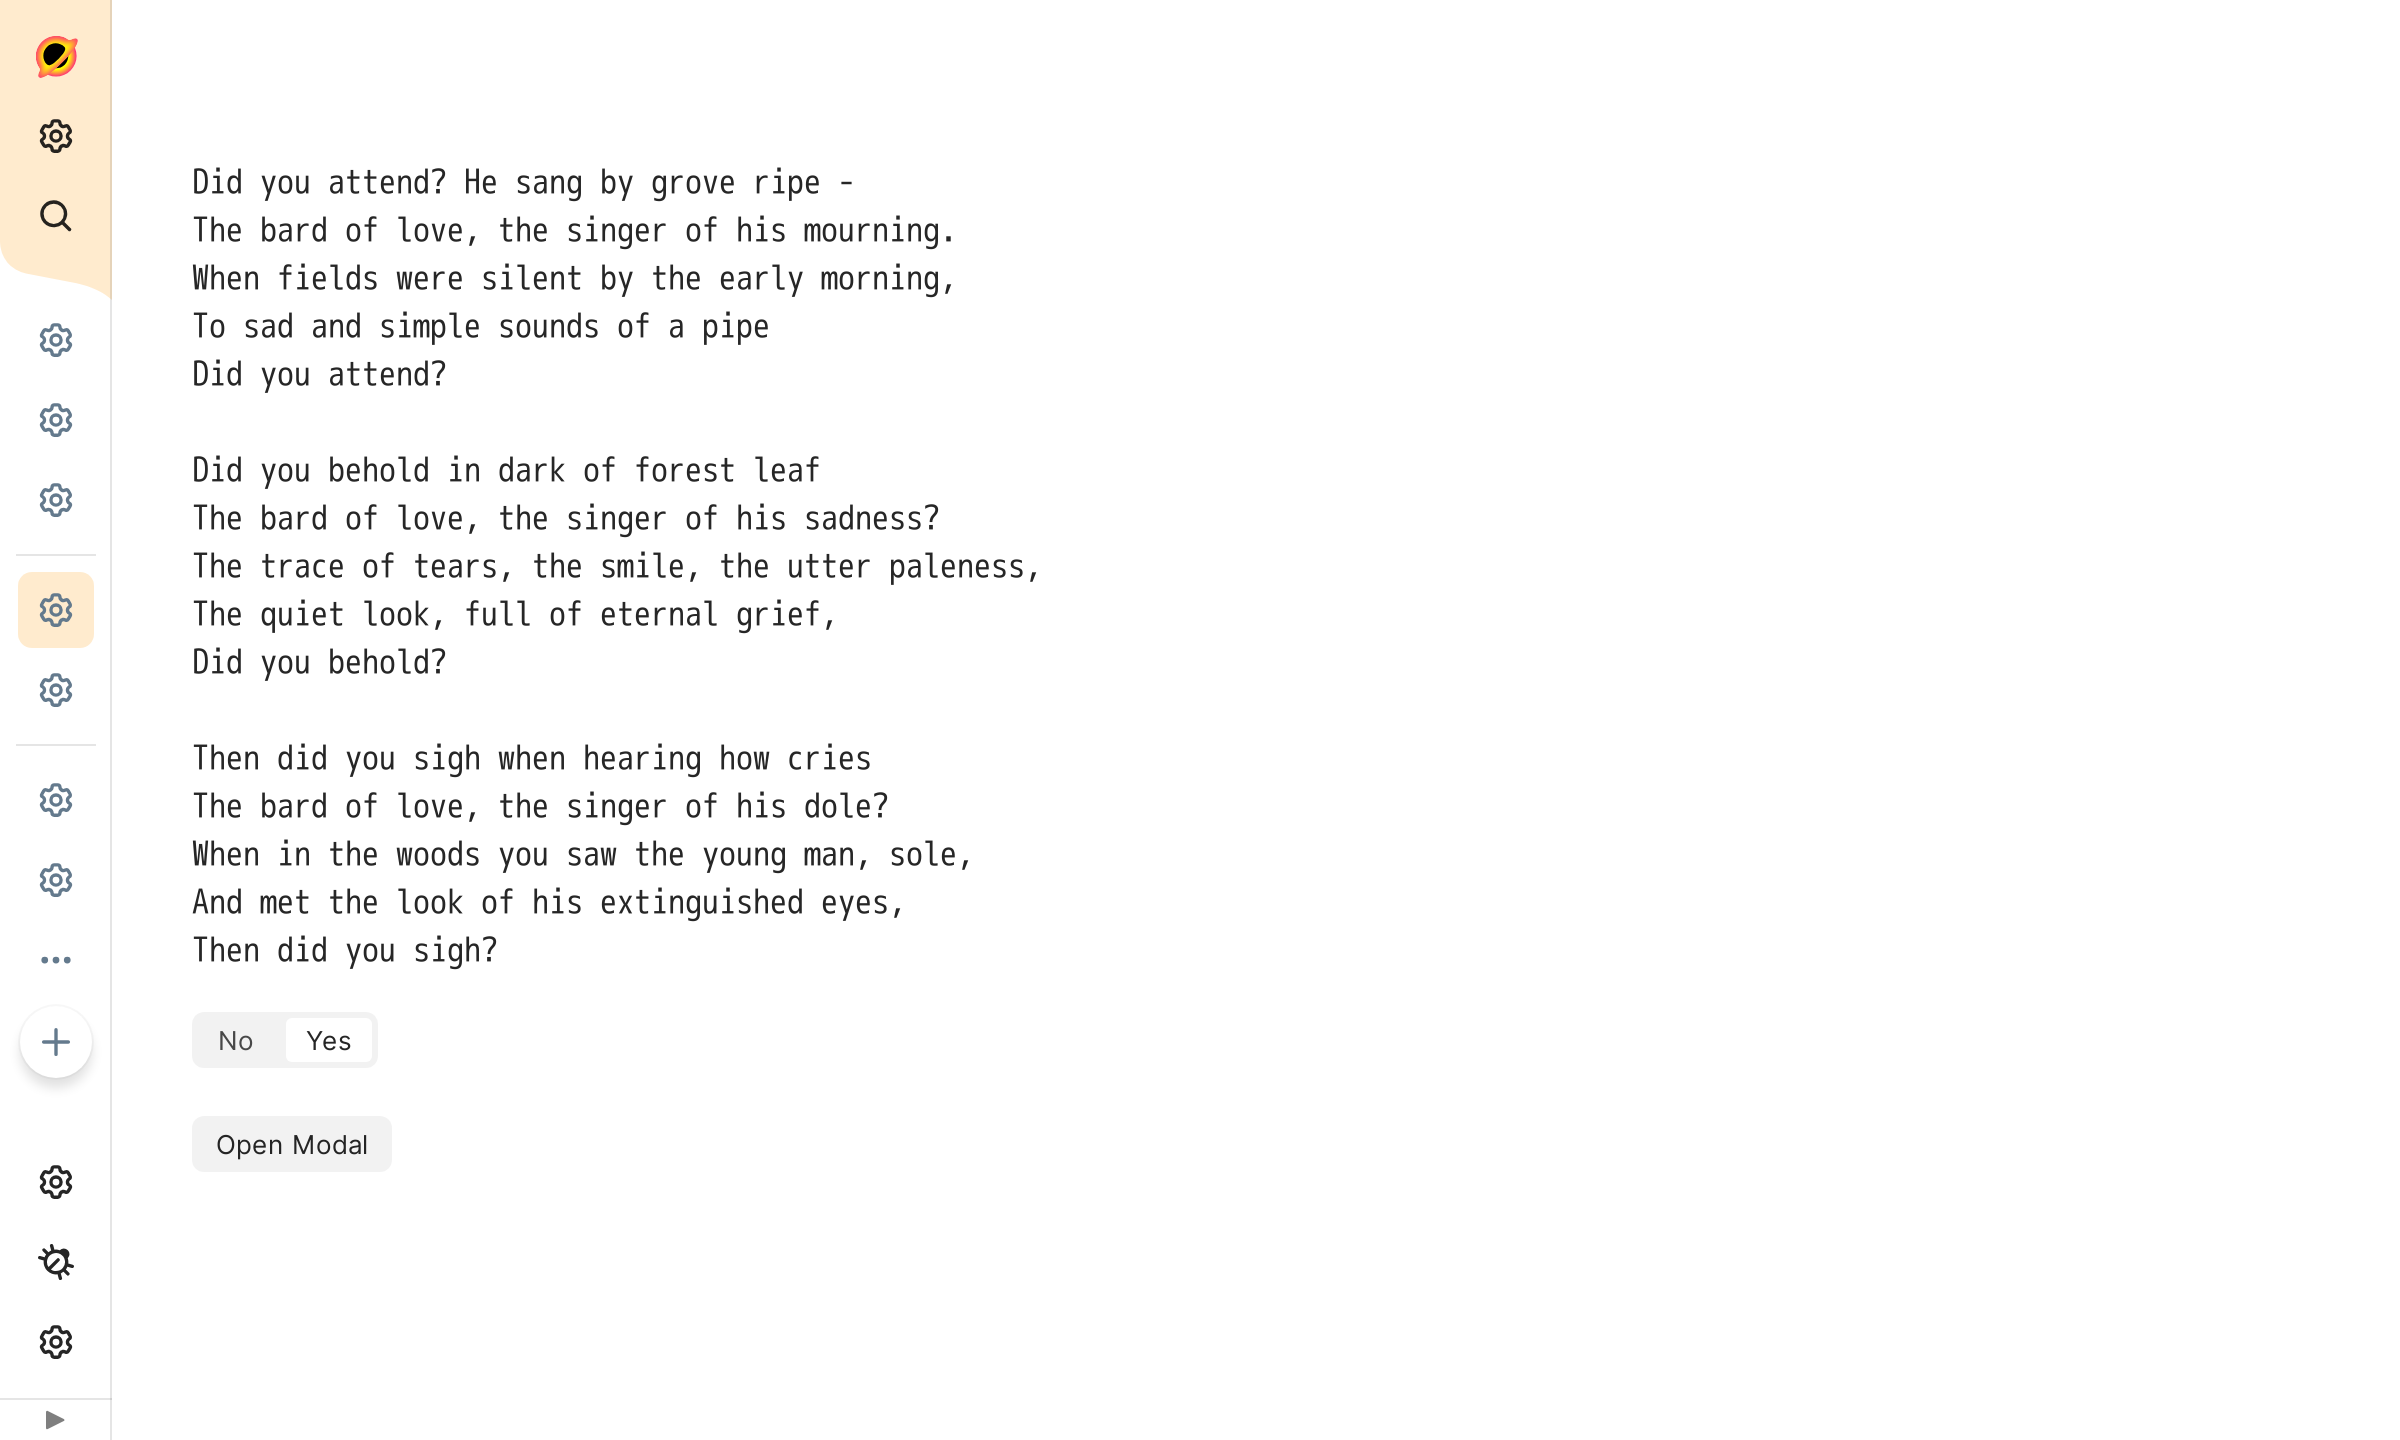 Did you attend? He sang by grove ripe -
The bard of love, the singer of his mourning.
When fields were silent by the early morning,
To sad and simple sounds of a pipe
Did you attend?

Did you behold in dark of forest leaf
The bard of love, the singer of his sadness?
The trace of tears, the smile, the utter paleness,
The quiet look, full of eternal grief,
Did you behold?

Then did you sigh when hearing how cries
The bard of love, the singer of his dole?
When in the woods you saw the young man, sole,
And met the look of his extinguished eyes,
Then did you sigh?

No Yes
Open Modal